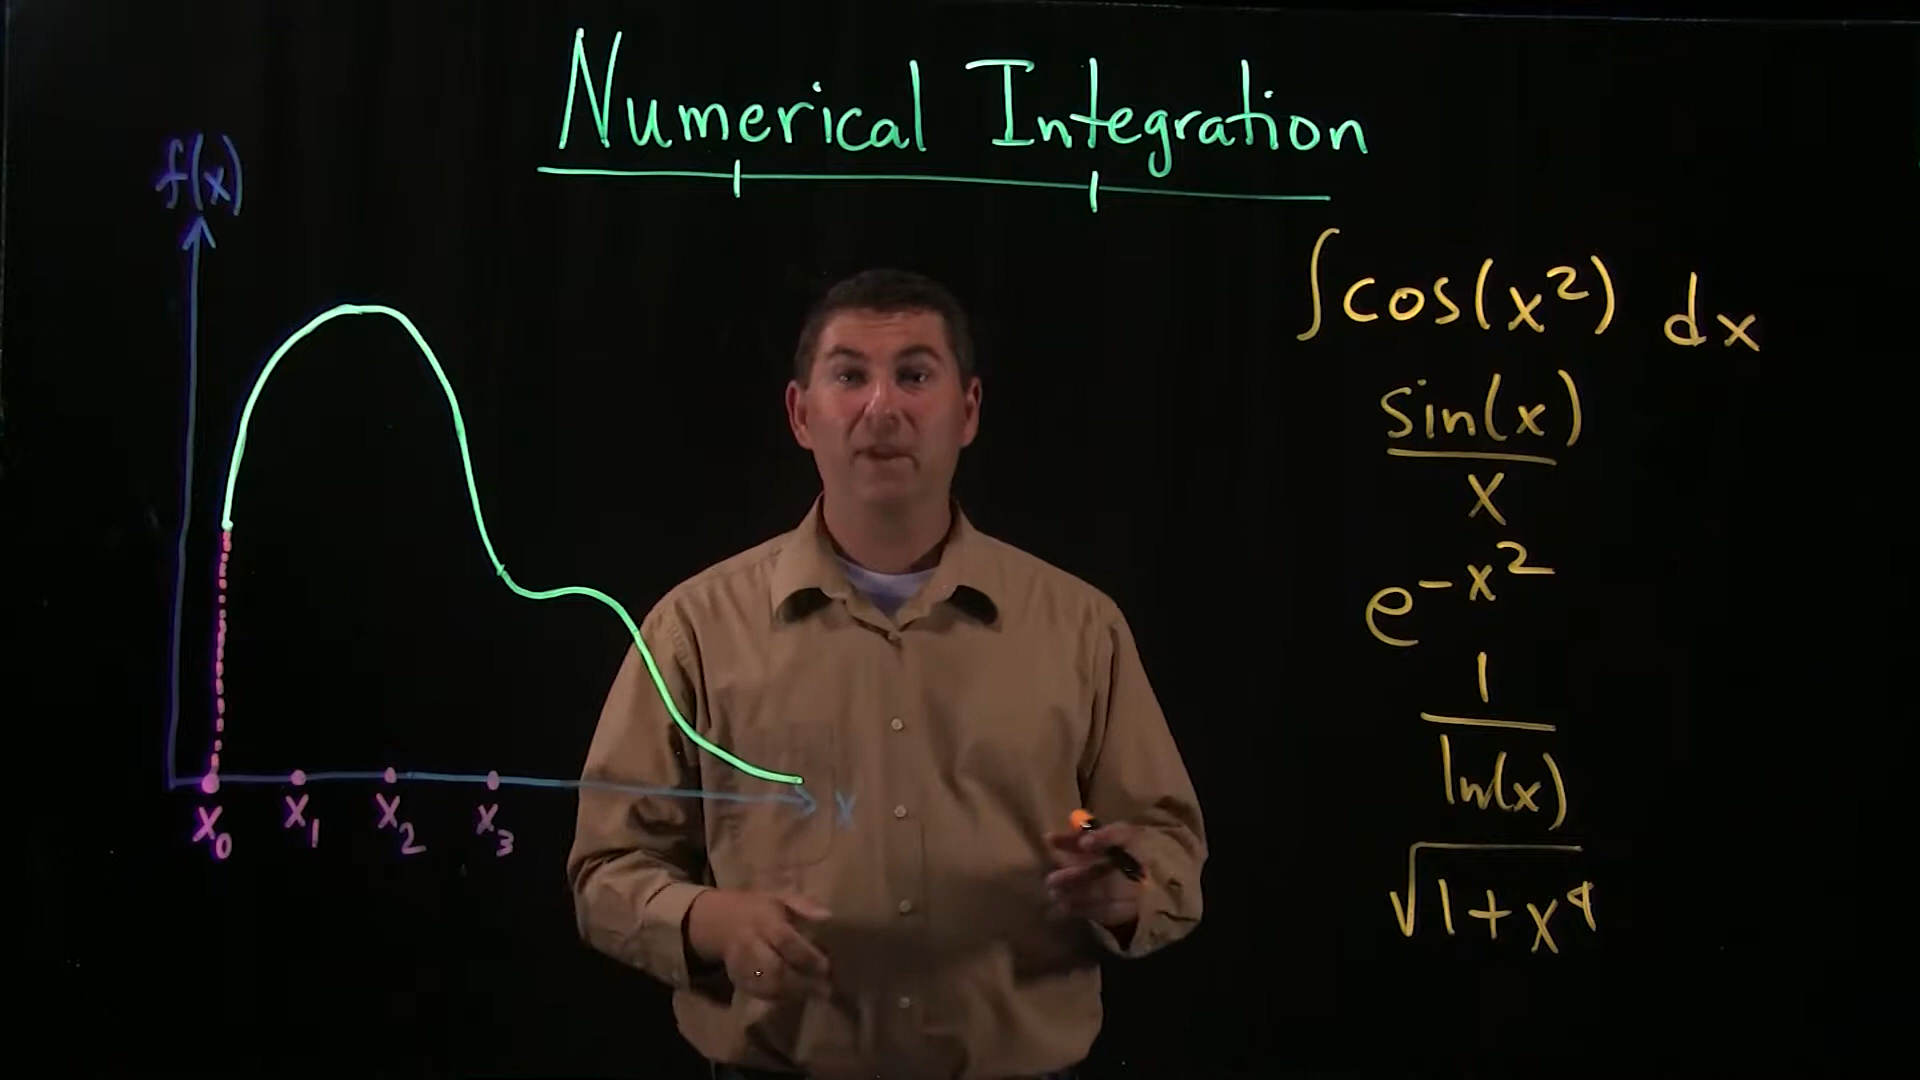 Numerical Integration
f(x)
∫cos(x²) dx
sin(x)
x
e^{-x²}
1
ln(x)
√(1+x⁴)
x
x₀ x₁ x₂ x₃